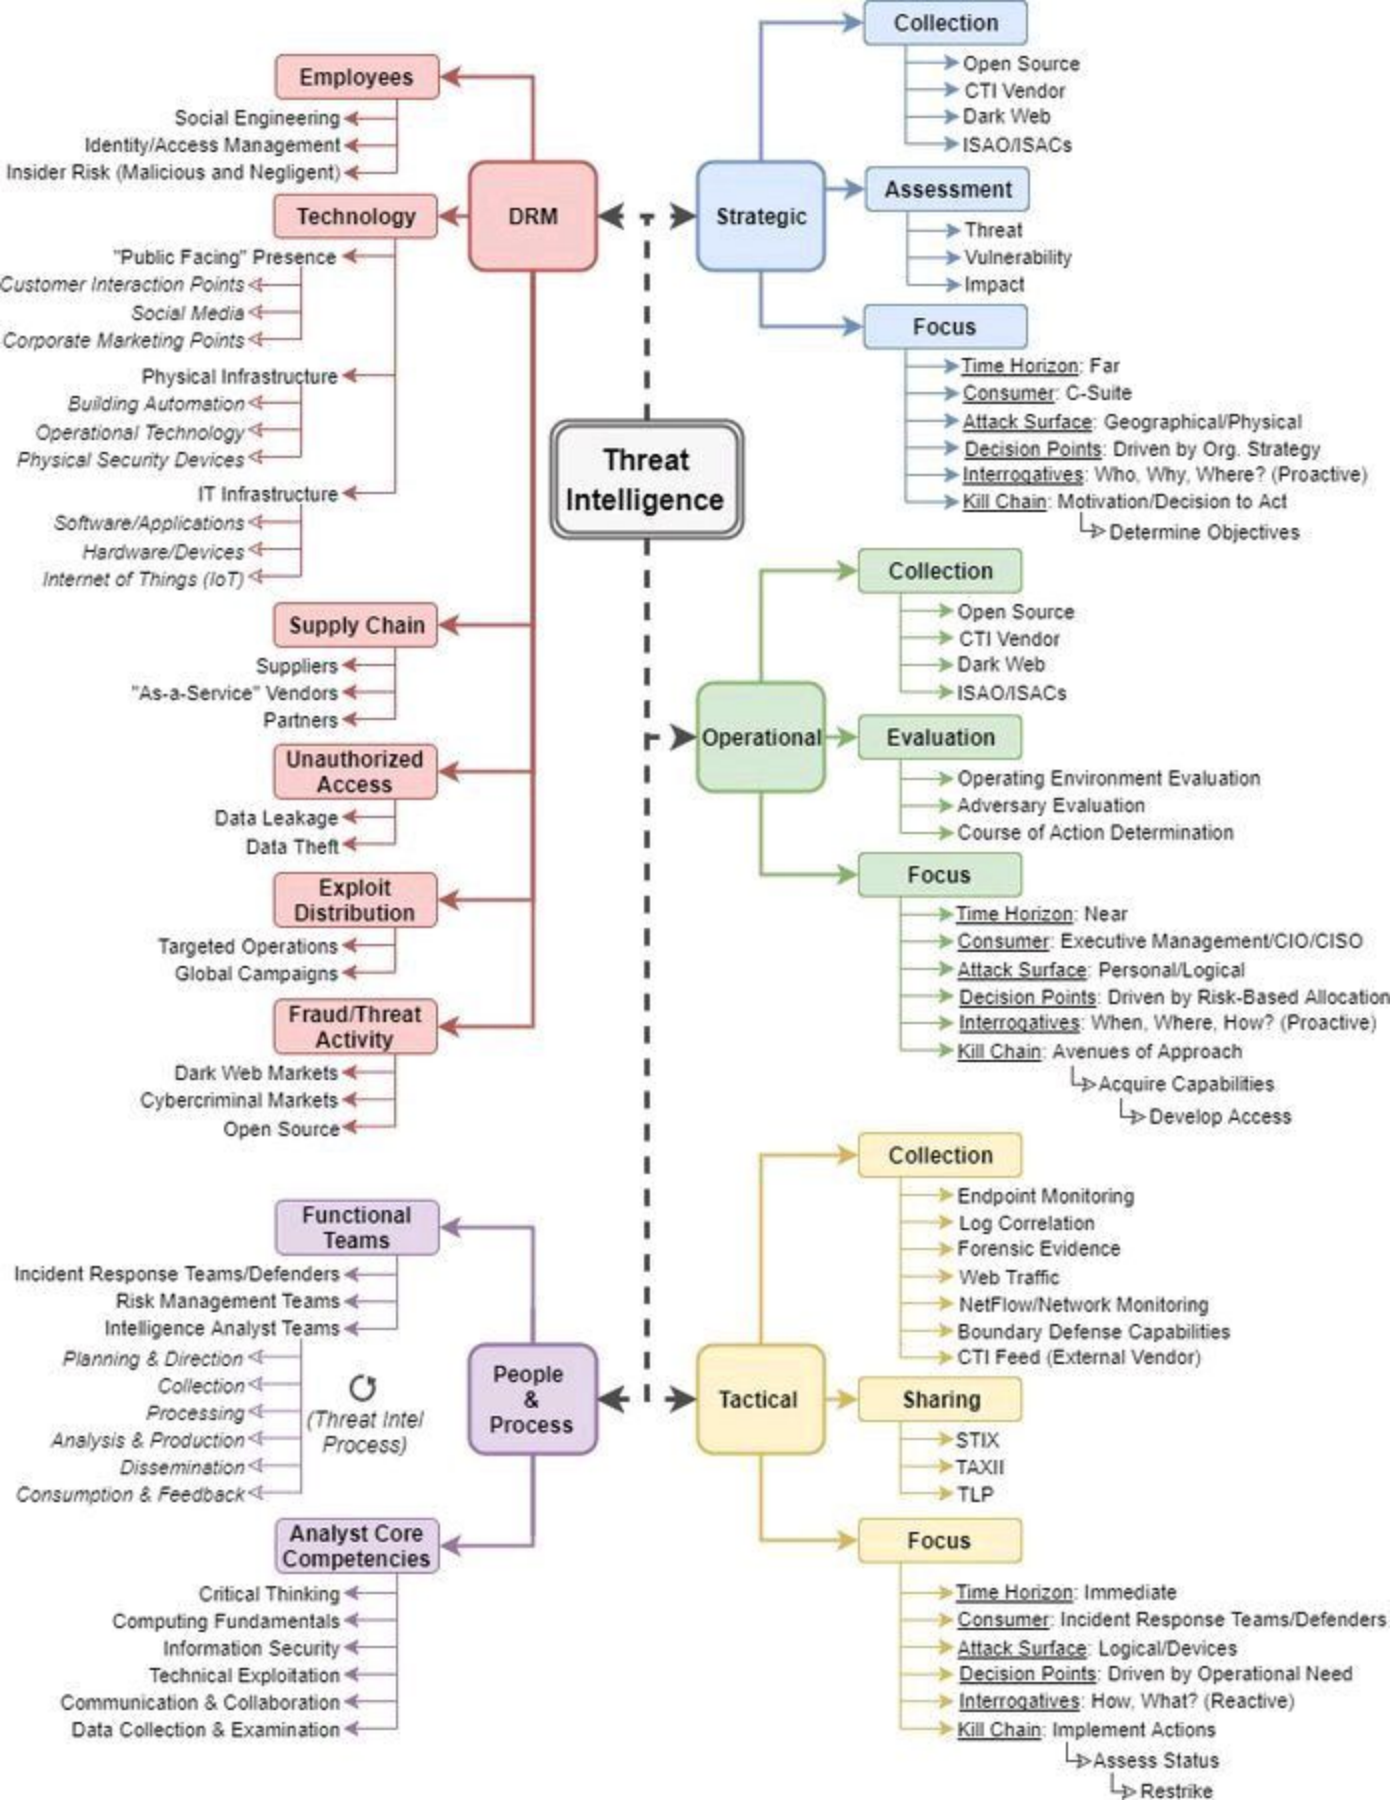 Employees
Social Engineering
Identity/Access Management
Insider Risk (Malicious and Negligent)
Technology
"Public Facing" Presence
Customer Interaction Points
Social Media
Corporate Marketing Points
Physical Infrastructure
Building Automation
Operational Technology
Physical Security Devices
IT Infrastructure
Software/Applications
Hardware/Devices
Internet of Things (IoT)
Supply Chain
Suppliers
"As-a-Service" Vendors
Partners
Unauthorized
Access
Data Leakage
Data Theft
Exploit
Distribution
Targeted Operations
Global Campaigns
Fraud/Threat
Activity
Dark Web Markets
Cybercriminal Markets
Open Source
DRM
Threat
Intelligence
Functional
Teams
Incident Response Teams/Defenders
Risk Management Teams
Intelligence Analyst Teams
Planning & Direction
Collection
Processing
Analysis & Production
Dissemination
Consumption & Feedback
(Threat Intel
Process)
Analyst Core
Competencies
Critical Thinking
Computing Fundamentals
Information Security
Technical Exploitation
Communication & Collaboration
Data Collection & Examination
People
&
Process
Strategic
Collection
Open Source
CTI Vendor
Dark Web
ISAO/ISACs
Assessment
Threat
Vulnerability
Impact
Focus
Time Horizon: Far
Consumer: C-Suite
Attack Surface: Geographical/Physical
Decision Points: Driven by Org. Strategy
Interrogatives: Who, Why, Where? (Proactive)
Kill Chain: Motivation/Decision to Act
Determine Objectives
Operational
Collection
Open Source
CTI Vendor
Dark Web
ISAO/ISACs
Evaluation
Operating Environment Evaluation
Adversary Evaluation
Course of Action Determination
Focus
Time Horizon: Near
Consumer: Executive Management/CIO/CISO
Attack Surface: Personal/Logical
Decision Points: Driven by Risk-Based Allocation
Interrogatives: When, Where, How? (Proactive)
Kill Chain: Avenues of Approach
Acquire Capabilities
Develop Access
Tactical
Collection
Endpoint Monitoring
Log Correlation
Forensic Evidence
Web Traffic
NetFlow/Network Monitoring
Boundary Defense Capabilities
CTI Feed (External Vendor)
Sharing
STIX
TAXII
TLP
Focus
Time Horizon: Immediate
Consumer: Incident Response Teams/Defenders
Attack Surface: Logical/Devices
Decision Points: Driven by Operational Need
Interrogatives: How, What? (Reactive)
Kill Chain: Implement Actions
Assess Status
Restrike